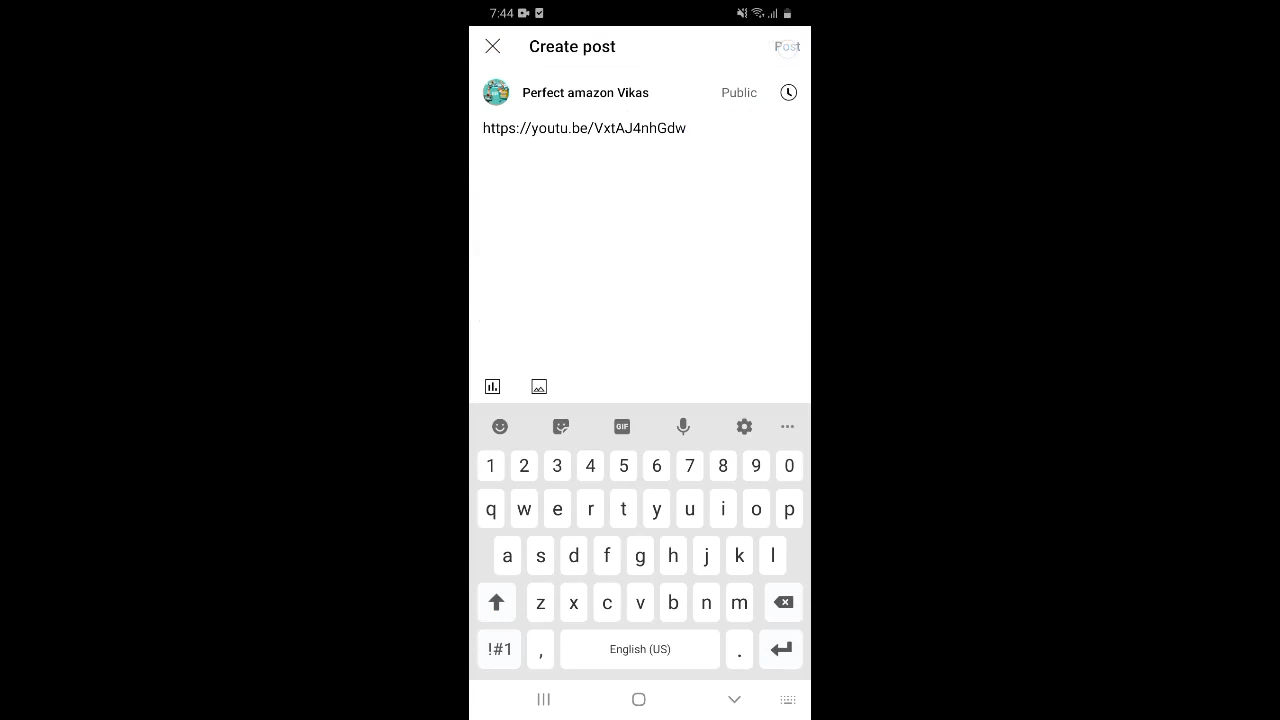 7:44
Create post
Post
Perfect amazon Vikas
Public
https://youtu.be/VxtAJ4nhGdw
GIF
1 2 3 4 5 6 7 8 9 0
q w e r t y u i o p
a s d f g h j k l
z x c v b n m
!#1 , English (US) .